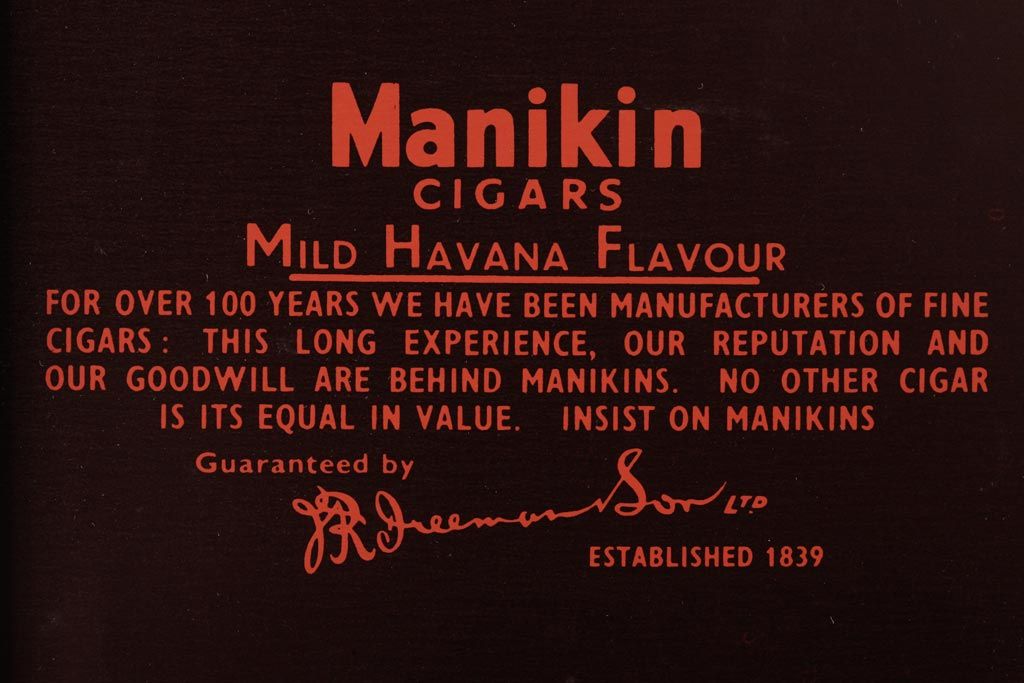 Manikin
CIGARS
MILD HAVANA FLAVOUR
FOR OVER 100 YEARS WE HAVE BEEN MANUFACTURERS OF FINE
CIGARS : THIS LONG EXPERIENCE, OUR REPUTATION AND
OUR GOODWILL ARE BEHIND MANIKINS. NO OTHER CIGAR
IS ITS EQUAL IN VALUE. INSIST ON MANIKINS
Guaranteed by
JR Freeman Son LTD
ESTABLISHED 1839